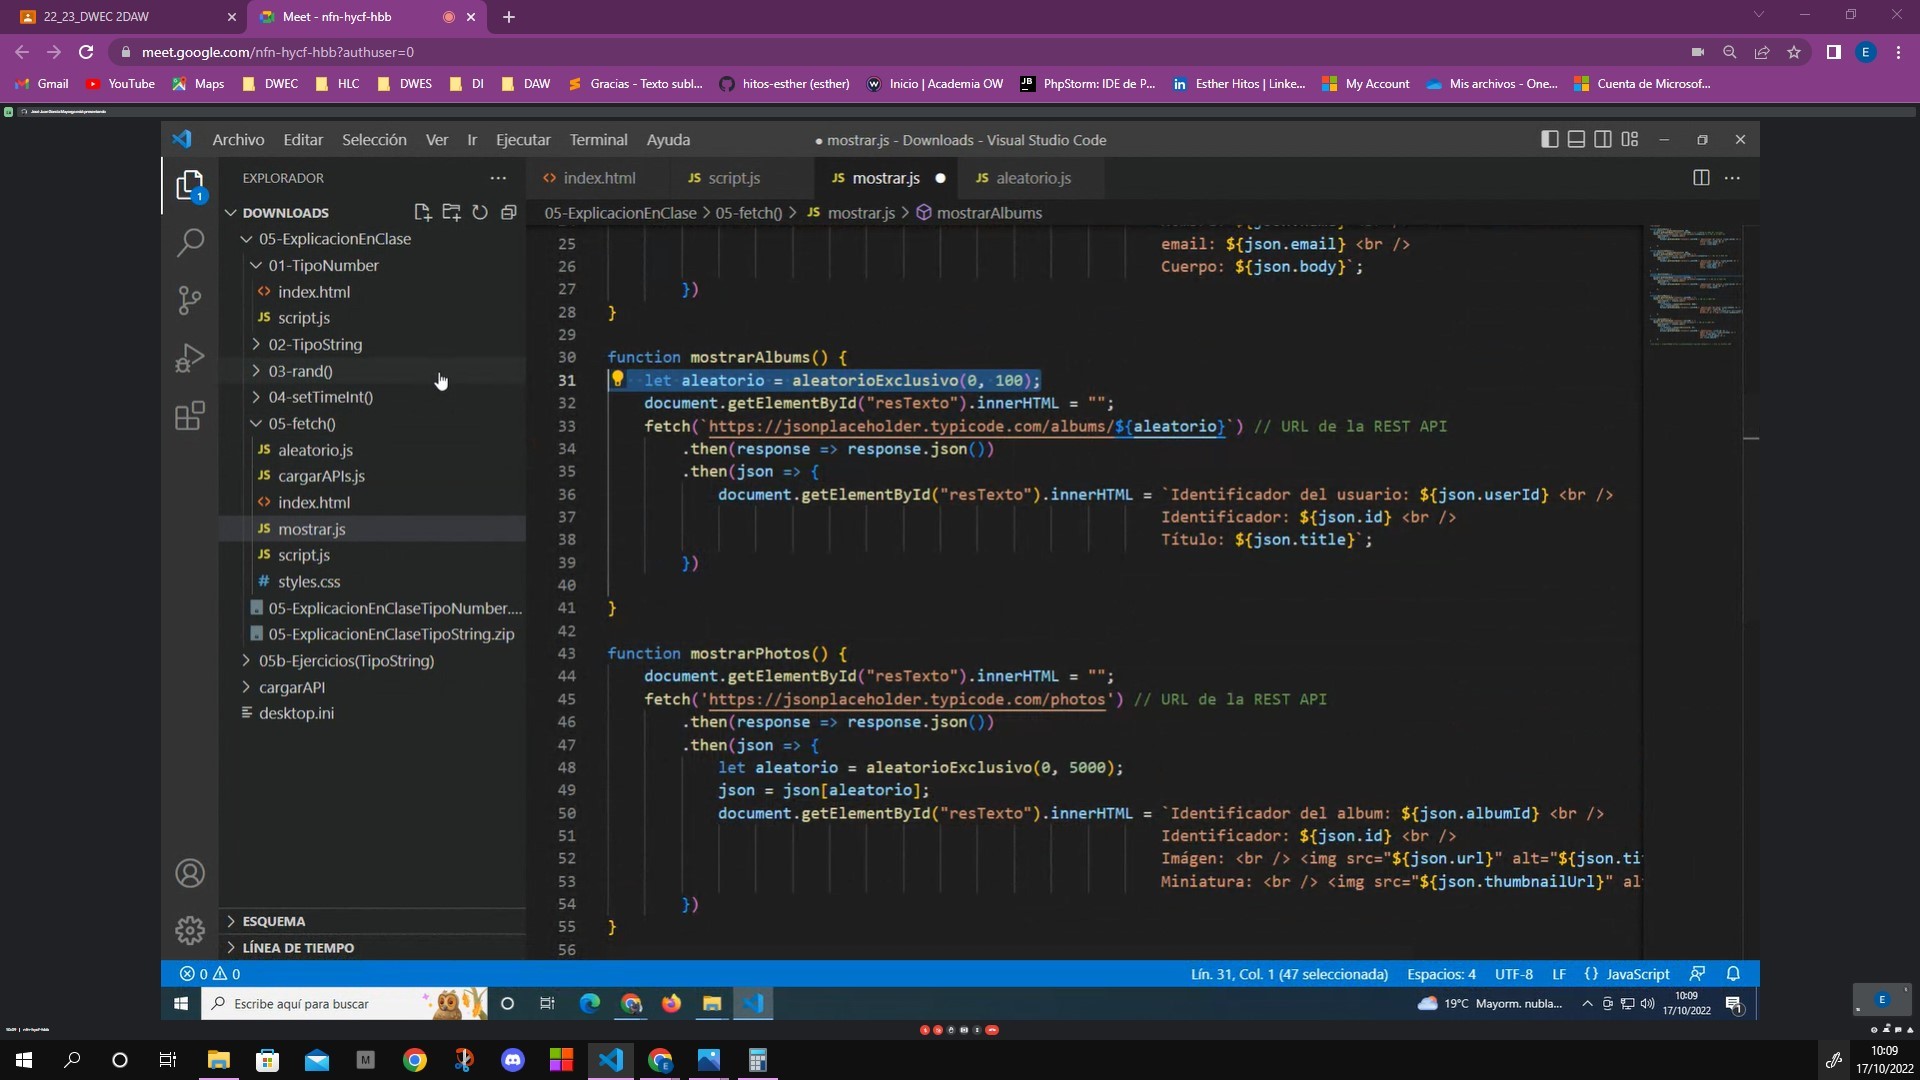 22_23_DWEC 2DAW
Meet - nfn-hycf-hbb
meet.google.com/nfn-hycf-hbb?authuser=0
E
Gmail YouTube Maps DWEC HLC DWES DI DAW Gracias - Texto subl... hitos-esther (esther) Inicio | Academia OW PhpStorm: IDE de P... Esther Hitos | Linke... My Account Mis archivos - One... Cuenta de Microsof...
Archivo Editar Selección Ver Ir Ejecutar Terminal Ayuda
● mostrar.js - Downloads - Visual Studio Code
EXPLORADOR
1
DOWNLOADS
05-ExplicacionEnClase
01-TipoNumber
index.html
JS script.js
02-TipoString
03-rand()
04-setTimeInt()
05-fetch()
JS aleatorio.js
JS cargarAPIs.js
index.html
JS mostrar.js
JS script.js
# styles.css
05-ExplicacionEnClaseTipoNumber....
05-ExplicacionEnClaseTipoString.zip
05b-Ejercicios(TipoString)
cargarAPI
desktop.ini
ESQUEMA
LÍNEA DE TIEMPO
<> index.html JS script.js JS mostrar.js ● JS aleatorio.js
05-ExplicacionEnClase > 05-fetch() > JS mostrar.js > mostrarAlbums
25 email: ${json.email} <br />
26 Cuerpo: ${json.body}`;
27 })
28 }
29
30 function mostrarAlbums() {
31 let aleatorio = aleatorioExclusivo(0, 100);
32 document.getElementById("resTexto").innerHTML = "";
33 fetch(`https://jsonplaceholder.typicode.com/albums/${aleatorio}`) // URL de la REST API
34 .then(response => response.json())
35 .then(json => {
36 document.getElementById("resTexto").innerHTML = `Identificador del usuario: ${json.userId} <br />
37 Identificador: ${json.id} <br />
38 Título: ${json.title}`;
39 })
40
41 }
42
43 function mostrarPhotos() {
44 document.getElementById("resTexto").innerHTML = "";
45 fetch('https://jsonplaceholder.typicode.com/photos') // URL de la REST API
46 .then(response => response.json())
47 .then(json => {
48 let aleatorio = aleatorioExclusivo(0, 5000);
49 json = json[aleatorio];
50 document.getElementById("resTexto").innerHTML = `Identificador del album: ${json.albumId} <br />
51 Identificador: ${json.id} <br />
52 Imágen: <br /> <img src="${json.url}" alt="${json.ti
53 Miniatura: <br /> <img src="${json.thumbnailUrl}" al
54 })
55 }
56
0 0
Lín. 31, Col. 1 (47 seleccionada) Espacios: 4 UTF-8 LF {} JavaScript
Escribe aquí para buscar
19°C Mayorm. nubla...
10:09
17/10/2022
1
E
M
E
10:09
17/10/2022